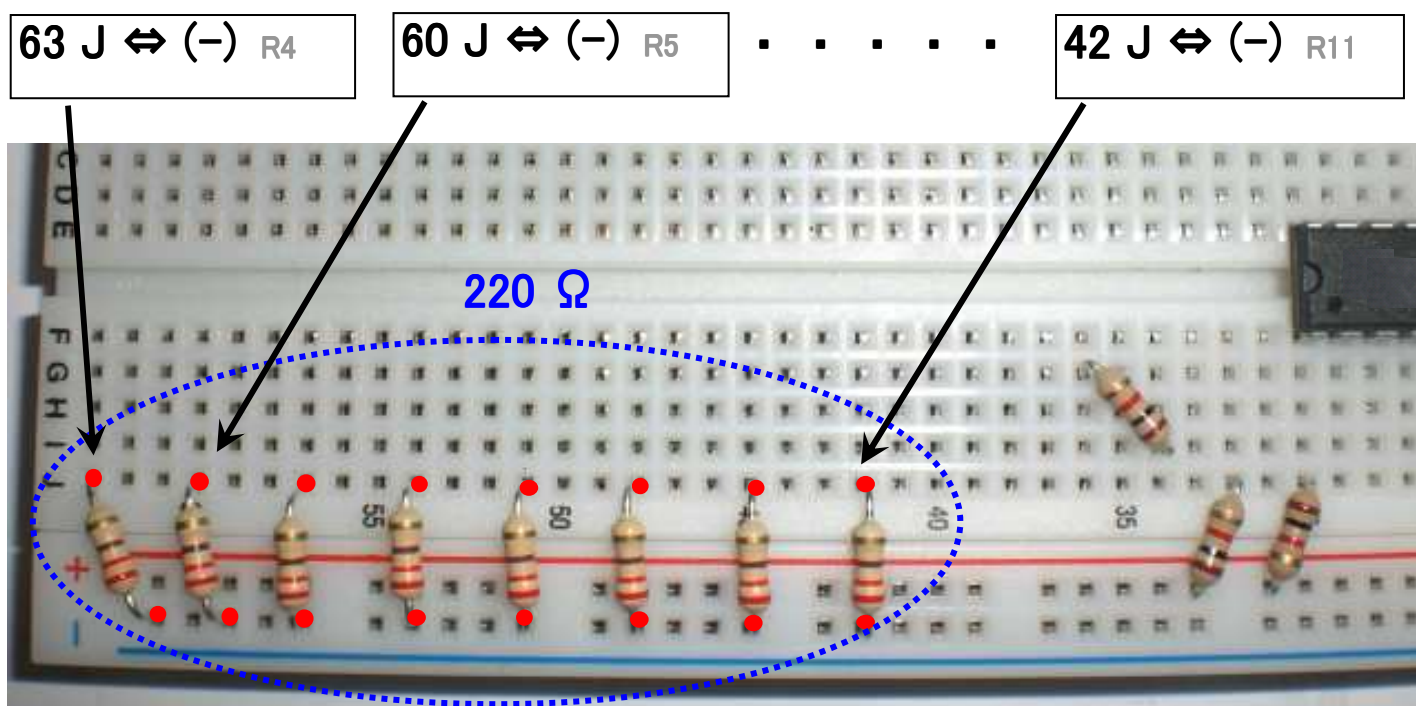 63 J ⇔ (−) R4
60 J ⇔ (−) R5
· · · · ·
42 J ⇔ (−) R11
C
D
E
220 Ω
F
G
H
I
J
55
50
40
35
+
−